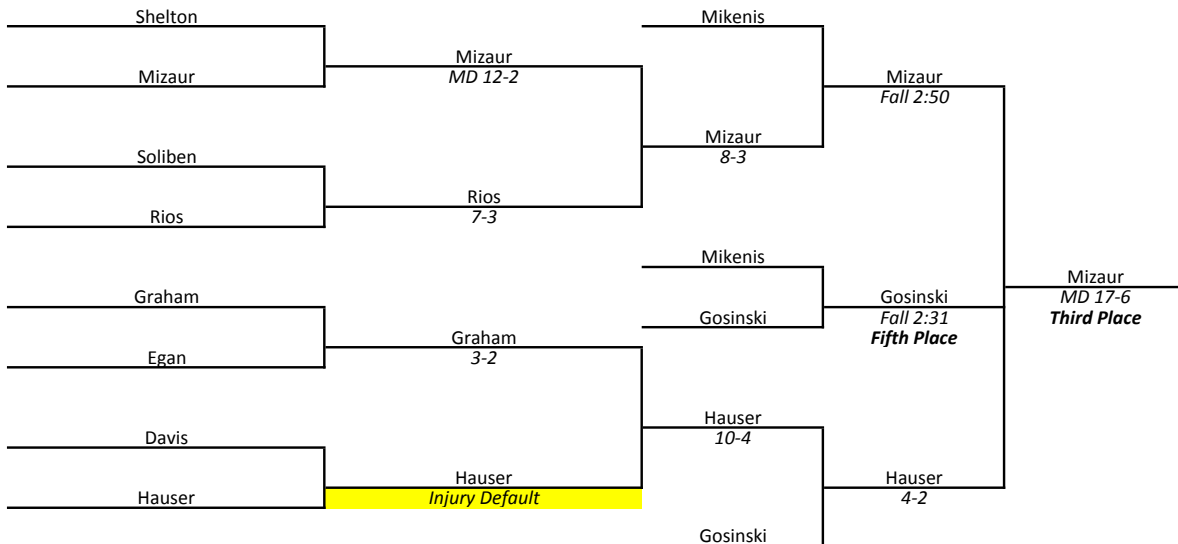 Shelton
Mikenis
Mizaur
MD 12-2
Mizaur
Mizaur
Fall 2:50
Mizaur
8-3
Soliben
Rios
7-3
Rios
Mikenis
Mizaur
MD 17-6
Third Place
Graham
Gosinski
Fall 2:31
Fifth Place
Gosinski
Graham
3-2
Egan
Hauser
10-4
Davis
Hauser
Injury Default
Hauser
4-2
Hauser
Gosinski